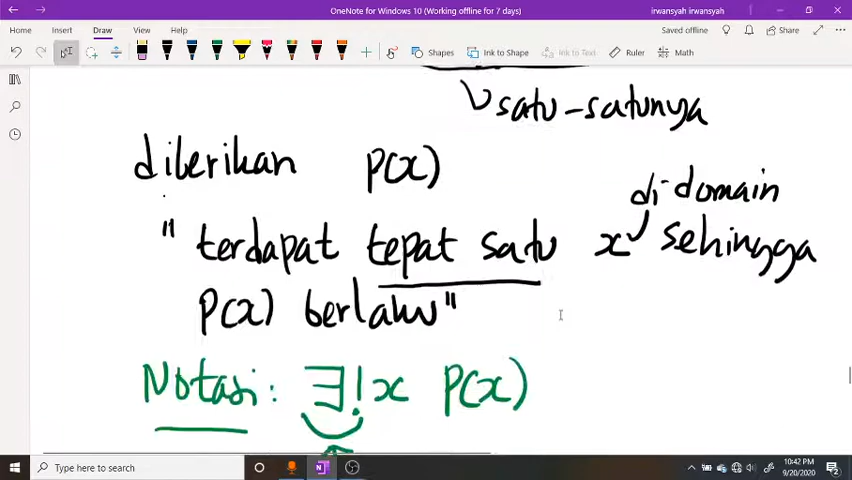 OneNote for Windows 10 (Working offline for 7 days)
irwansyah irwansyah
Home Insert Draw View Help
Saved offline
Share
Shapes Ink to Shape Ink to Text Ruler Math
satu-satunya
diberikan P(x)
di domain
" terdapat tepat satu x sehingga
P(x) berlaku"
Notasi: ∃!x P(x)
Type here to search
10:42 PM
9/20/2020